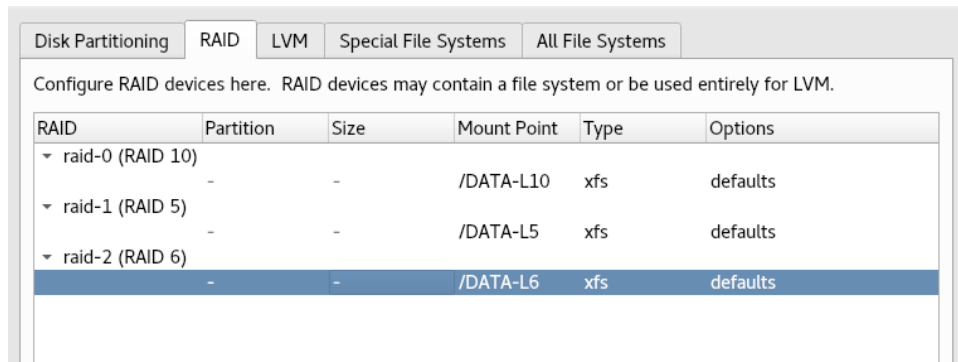 Disk Partitioning RAID LVM Special File Systems All File Systems
Configure RAID devices here. RAID devices may contain a file system or be used entirely for LVM.
RAID Partition Size Mount Point Type Options
raid-0 (RAID 10)
- - /DATA-L10 xfs defaults
raid-1 (RAID 5)
- - /DATA-L5 xfs defaults
raid-2 (RAID 6)
- - /DATA-L6 xfs defaults